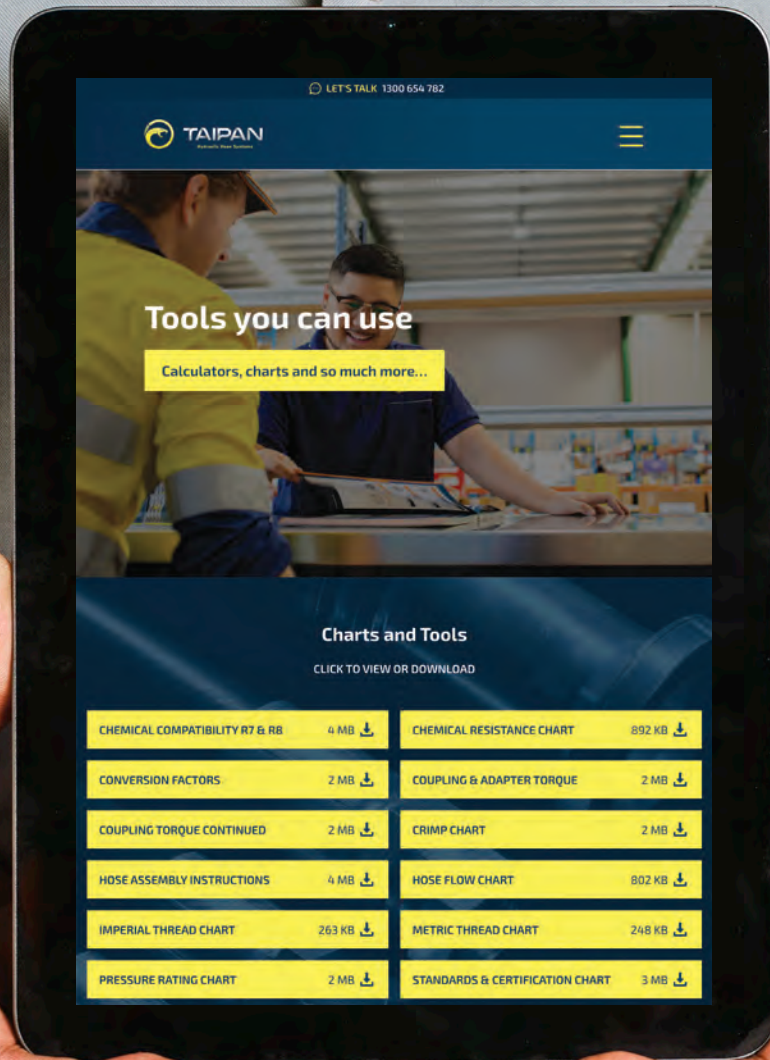 LET'S TALK 1300 654 782
TAIPAN
Hydraulic Hose Systems
Tools you can use
Calculators, charts and so much more...
Charts and Tools
CLICK TO VIEW OR DOWNLOAD
CHEMICAL COMPATIBILITY R7 & R8 4 MB
CHEMICAL RESISTANCE CHART 892 KB
CONVERSION FACTORS 2 MB
COUPLING & ADAPTER TORQUE 2 MB
COUPLING TORQUE CONTINUED 2 MB
CRIMP CHART 2 MB
HOSE ASSEMBLY INSTRUCTIONS 4 MB
HOSE FLOW CHART 802 KB
IMPERIAL THREAD CHART 263 KB
METRIC THREAD CHART 248 KB
PRESSURE RATING CHART 2 MB
STANDARDS & CERTIFICATION CHART 3 MB